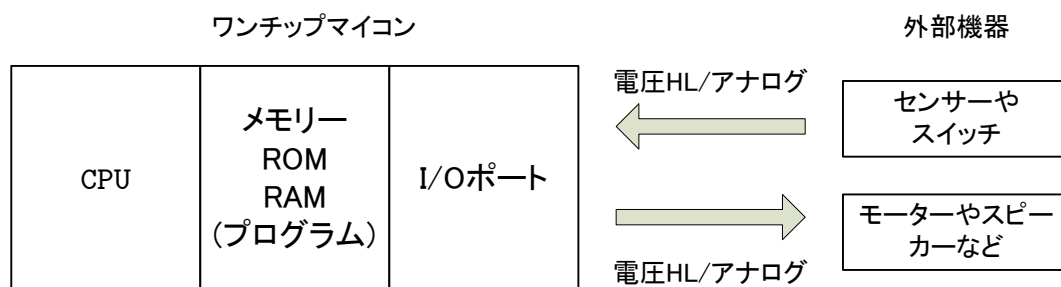 ワンチップマイコン
外部機器
CPU
メモリー
ROM
RAM
(プログラム)
I/Oポート
電圧HL/アナログ
センサーや
スイッチ
モーターやスピー
カーなど
電圧HL/アナログ